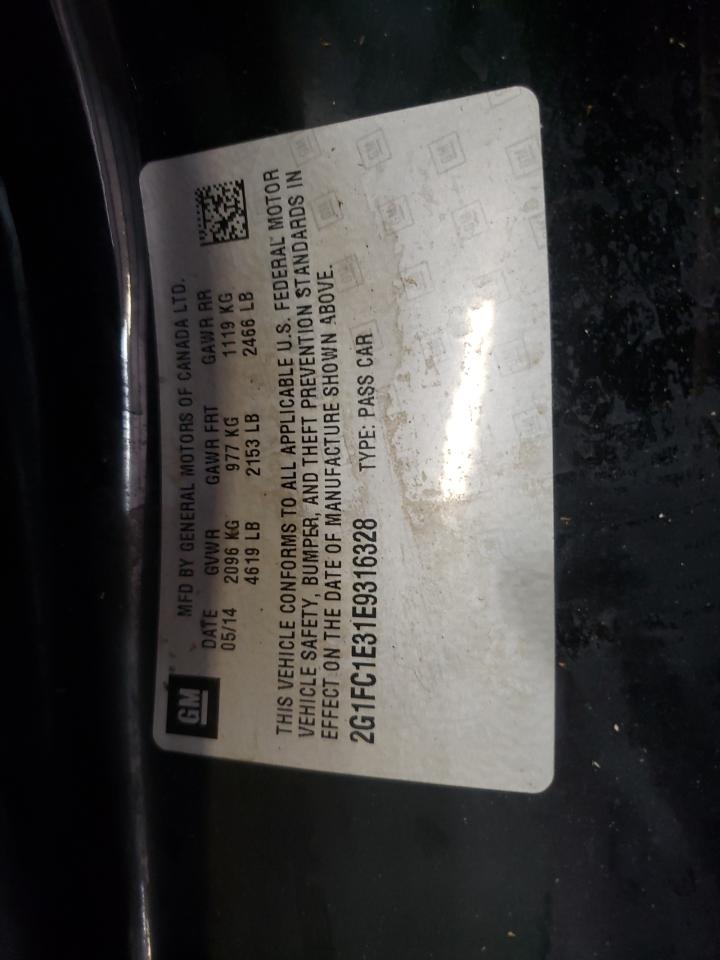 GM
MFD BY GENERAL MOTORS OF CANADA LTD.
DATE GVWR GAWR FRT GAWR RR
05/14 2096 KG 977 KG 1119 KG
4619 LB 2153 LB 2466 LB
THIS VEHICLE CONFORMS TO ALL APPLICABLE U.S. FEDERAL MOTOR
VEHICLE SAFETY, BUMPER, AND THEFT PREVENTION STANDARDS IN
EFFECT ON THE DATE OF MANUFACTURE SHOWN ABOVE.
2G1FC1E31E9316328 TYPE: PASS CAR